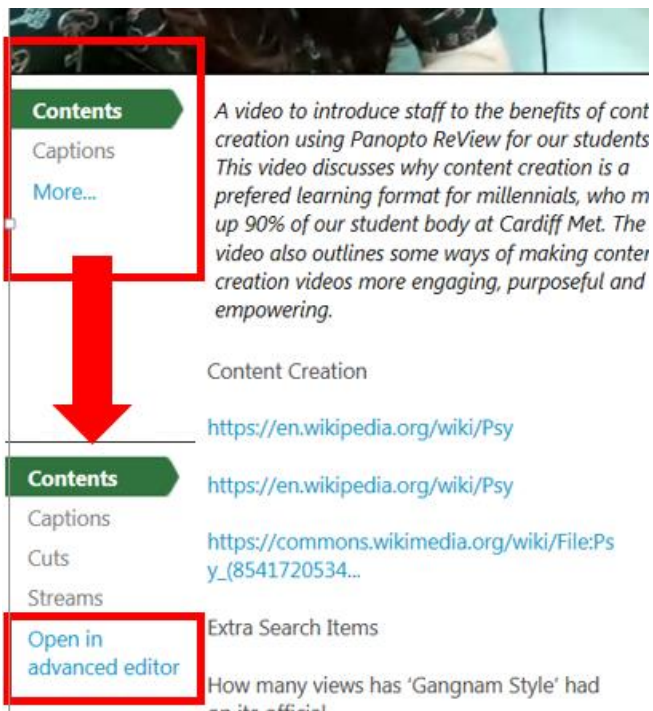 Contents
Captions
More...
A video to introduce staff to the benefits of cont
creation using Panopto ReView for our students
This video discusses why content creation is a
prefered learning format for millennials, who m
up 90% of our student body at Cardiff Met. The
video also outlines some ways of making conter
creation videos more engaging, purposeful and
empowering.
Content Creation
https://en.wikipedia.org/wiki/Psy
https://en.wikipedia.org/wiki/Psy
https://commons.wikimedia.org/wiki/File:Ps
y_(8541720534...
Extra Search Items
How many views has 'Gangnam Style' had
Contents
Captions
Cuts
Streams
Open in
advanced editor